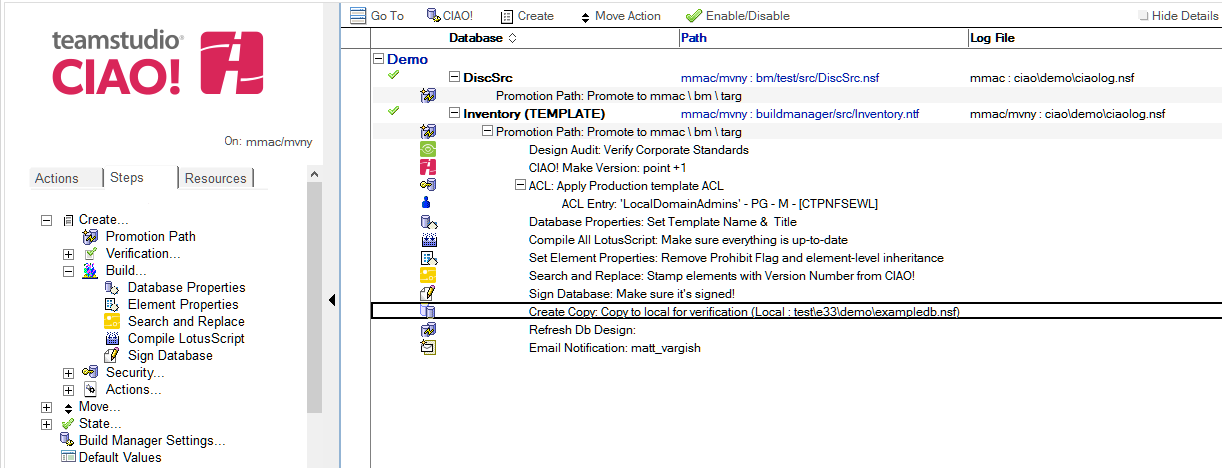 teamstudio®
CIAO!
On: mmac/mvny
Actions Steps Resources
Create...
Promotion Path
Verification...
Build...
Database Properties
Element Properties
Search and Replace
Compile LotusScript
Sign Database
Security...
Actions...
Move...
State...
Build Manager Settings...
Default Values
Go To CIAO! Create Move Action Enable/Disable Hide Details
Database Path Log File
Demo
DiscSrc mmac/mvny : bm/test/src/DiscSrc.nsf mmac : ciao\demo\ciaolog.nsf
Promotion Path: Promote to mmac \ bm \ targ
Inventory (TEMPLATE) mmac/mvny : buildmanager/src/Inventory.ntf mmac/mvny : ciao\demo\ciaolog.nsf
Promotion Path: Promote to mmac \ bm \ targ
Design Audit: Verify Corporate Standards
CIAO! Make Version: point +1
ACL: Apply Production template ACL
ACL Entry: 'LocalDomainAdmins' - PG - M - [CTPNFSEWL]
Database Properties: Set Template Name & Title
Compile All LotusScript: Make sure everything is up-to-date
Set Element Properties: Remove Prohibit Flag and element-level inheritance
Search and Replace: Stamp elements with Version Number from CIAO!
Sign Database: Make sure it's signed!
Create Copy: Copy to local for verification (Local : test\e33\demo\exampledb.nsf)
Refresh Db Design:
Email Notification: matt_vargish